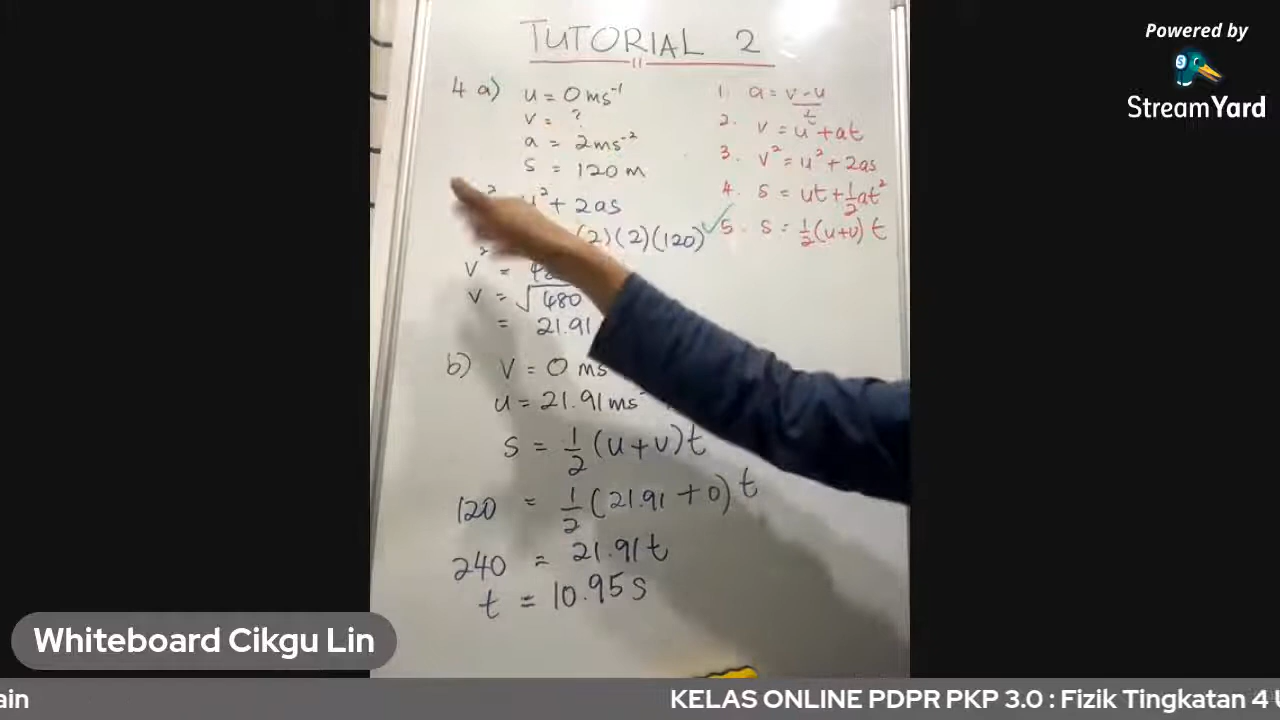 TUTORIAL 2
4 a) u = 0 ms⁻¹
v = ?
a = 2 ms⁻²
s = 120 m
u² + 2as
(2)(2)(120)
v² =
v = √480
= 21.91
1. a = v - u / t
2. v = u + at
3. v² = u² + 2as
4. s = ut + ½at²
✓5. s = ½(u+v) t
b) v = 0 ms
u = 21.91 ms⁻
s = ½ (u + v) t
120 = ½ (21.91 + 0) t
240 = 21.91 t
t = 10.95 s
Powered by
StreamYard
Whiteboard Cikgu Lin
ain
KELAS ONLINE PDPR PKP 3.0 : Fizik Tingkatan 4